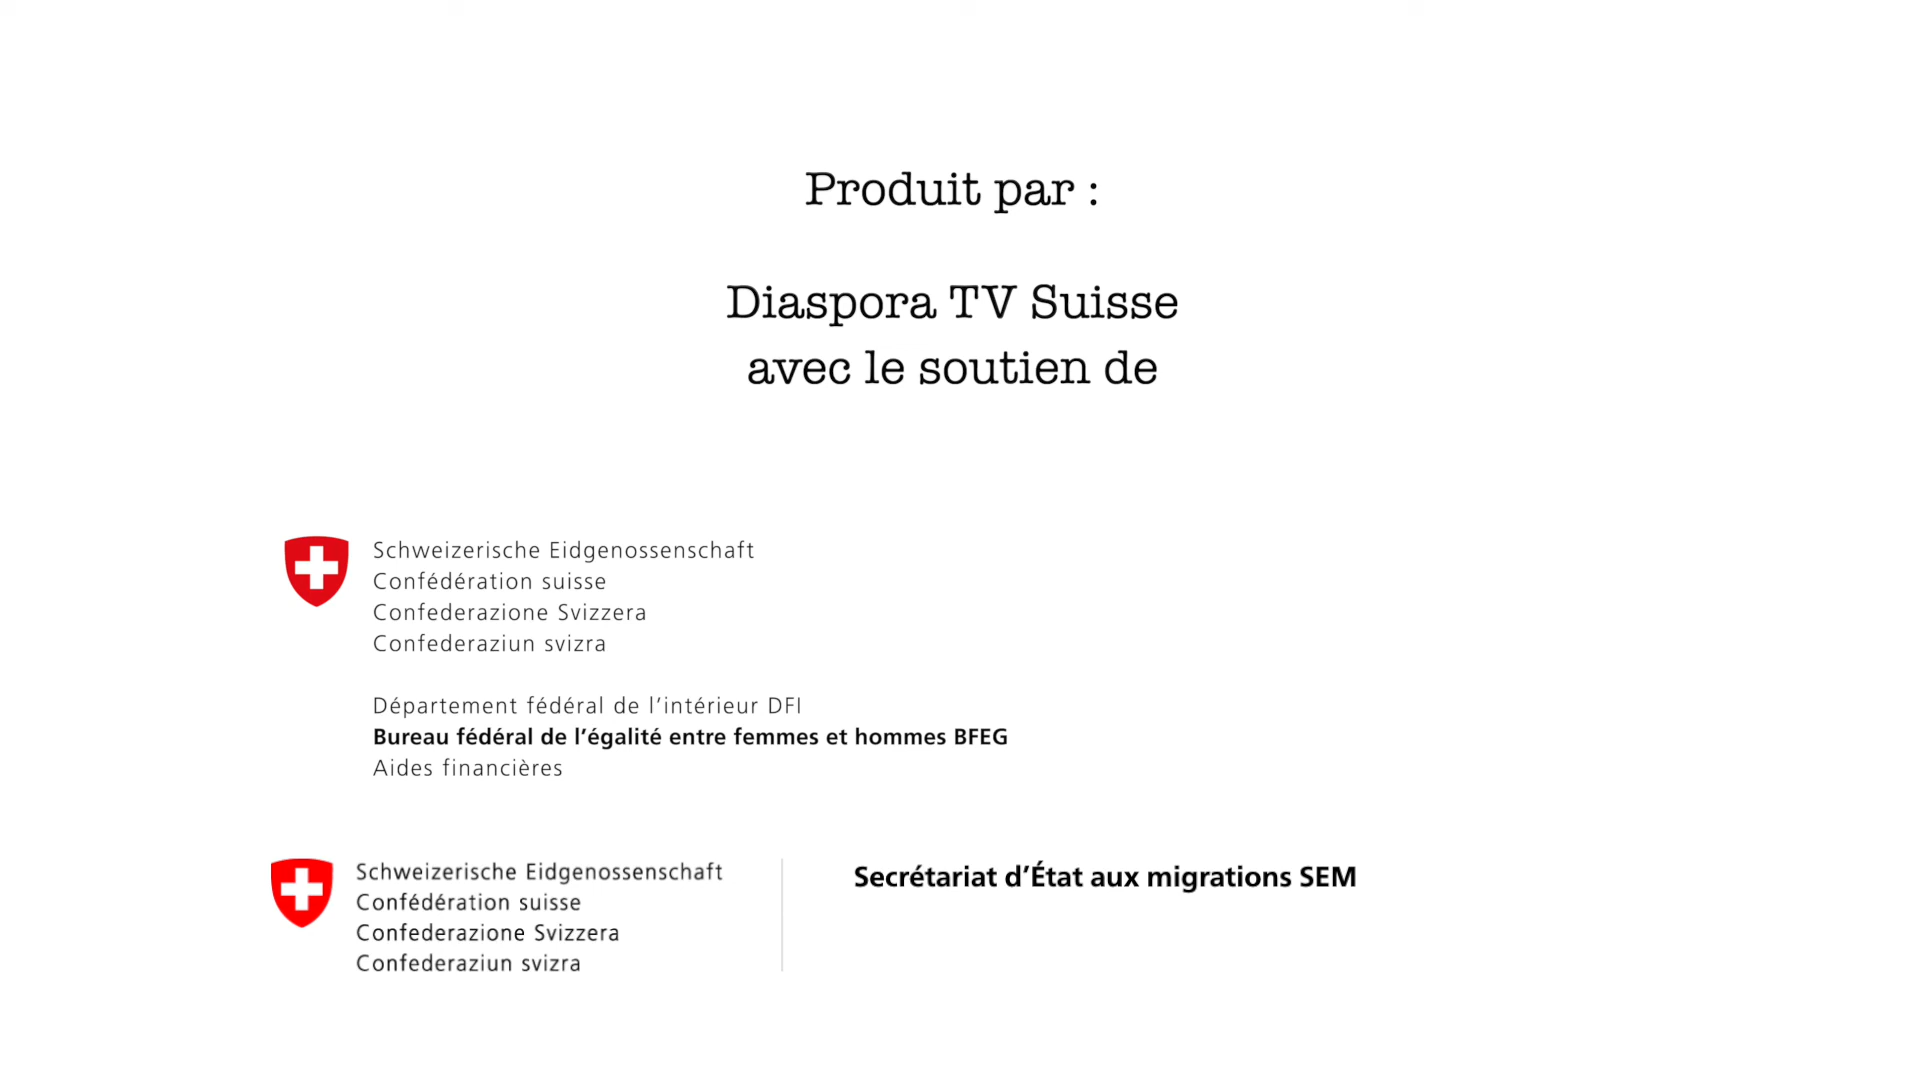 Produit par :
Diaspora TV Suisse
avec le soutien de
Schweizerische Eidgenossenschaft
Confédération suisse
Confederazione Svizzera
Confederaziun svizra
Département fédéral de l’intérieur DFI
Bureau fédéral de l’égalité entre femmes et hommes BFEG
Aides financières
Schweizerische Eidgenossenschaft
Confédération suisse
Confederazione Svizzera
Confederaziun svizra
Secrétariat d’État aux migrations SEM